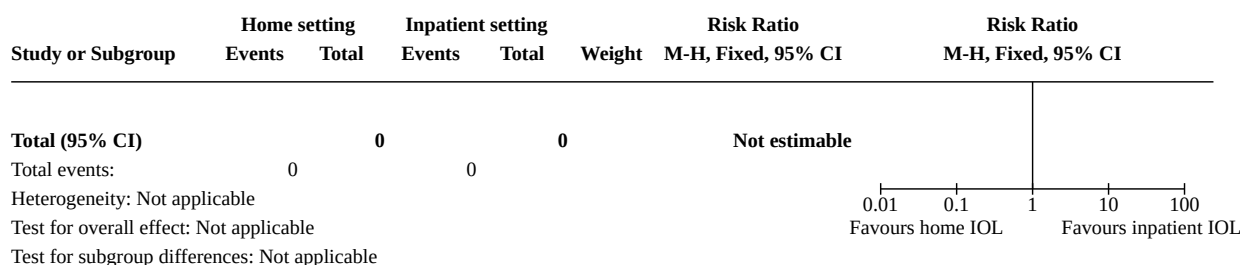 Home setting Inpatient setting Risk Ratio Risk Ratio
Study or Subgroup Events Total Events Total Weight M-H, Fixed, 95% CI M-H, Fixed, 95% CI
Total (95% CI) 0 0 Not estimable
Total events: 0 0
Heterogeneity: Not applicable
0.01 0.1 1 10 100
Test for overall effect: Not applicable Favours home IOL Favours inpatient IOL
Test for subgroup differences: Not applicable